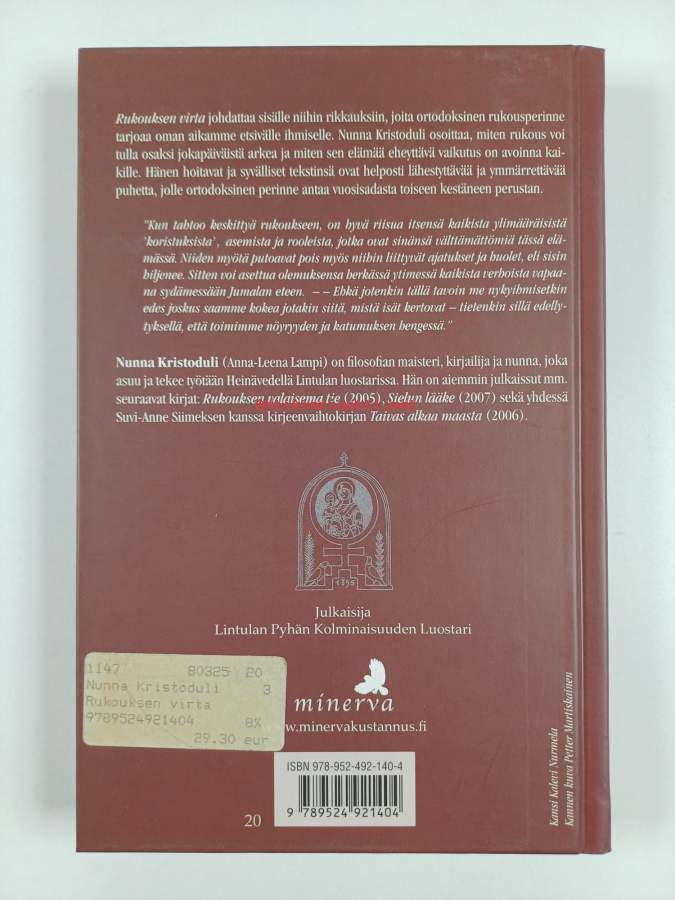 Rukouksen virta johdattaa sisälle niihin rikkauksiin, joita ortodoksinen rukousperinne
tarjoaa oman aikamme etsivälle ihmiselle. Nunna Kristoduli osoittaa, miten rukous voi
tulla osaksi jokapäiväistä arkea ja miten sen elämää eheyttävä vaikutus on avoinna kai-
kille. Hänen hoitavat ja syvälliset tekstinsä ovat helposti lähestyttävää ja ymmärrettävää
puhetta, jolle ortodoksinen perinne antaa vuosisadasta toiseen kestäneen perustan.
"Kun tahtoo keskittyä rukoukseen, on hyvä riisua itsensä kaikista ylimääräisistä
'koristuksista', asemista ja rooleista, jotka ovat sinänsä välttämättömiä tässä elä-
mässä. Niiden myötä putoavat pois myös niihin liittyvät ajatukset ja huolet, eli sisin
hiljenee. Sitten voi asettua olemuksensa herkässä ytimessä kaikista verhoista vapaa-
na sydämessään Jumalan eteen. – – Ehkä jotenkin tällä tavoin me nykyihmisetkin
edes joskus saamme kokea jotakin siitä, mistä isät kertovat – tietenkin sillä edelly-
tyksellä, että toimimme nöyryyden ja katumuksen hengessä."
Nunna Kristoduli (Anna-Leena Lampi) on filosofian maisteri, kirjailija ja nunna, joka
asuu ja tekee työtään Heinävedellä Lintulan luostarissa. Hän on aiemmin julkaissut mm.
seuraavat kirjat: Rukouksen valaisema tie (2005), Sielun lääke (2007) sekä yhdessä
Suvi-Anne Siimeksen kanssa kirjeenvaihtokirjan Taivas alkaa maasta (2006).
1895
Julkaisija
Lintulan Pyhän Kolminaisuuden Luostari
1147 80325 20
Nunna Kristoduli 3
Rukouksen virta
9789524921404 8%
29.30 eur
minerva
www.minervakustannus.fi
ISBN 978-952-492-140-4
9 789524 921404
20
Kansi Kalevi Nurmela
Kannen kuva Petter Martiskainen